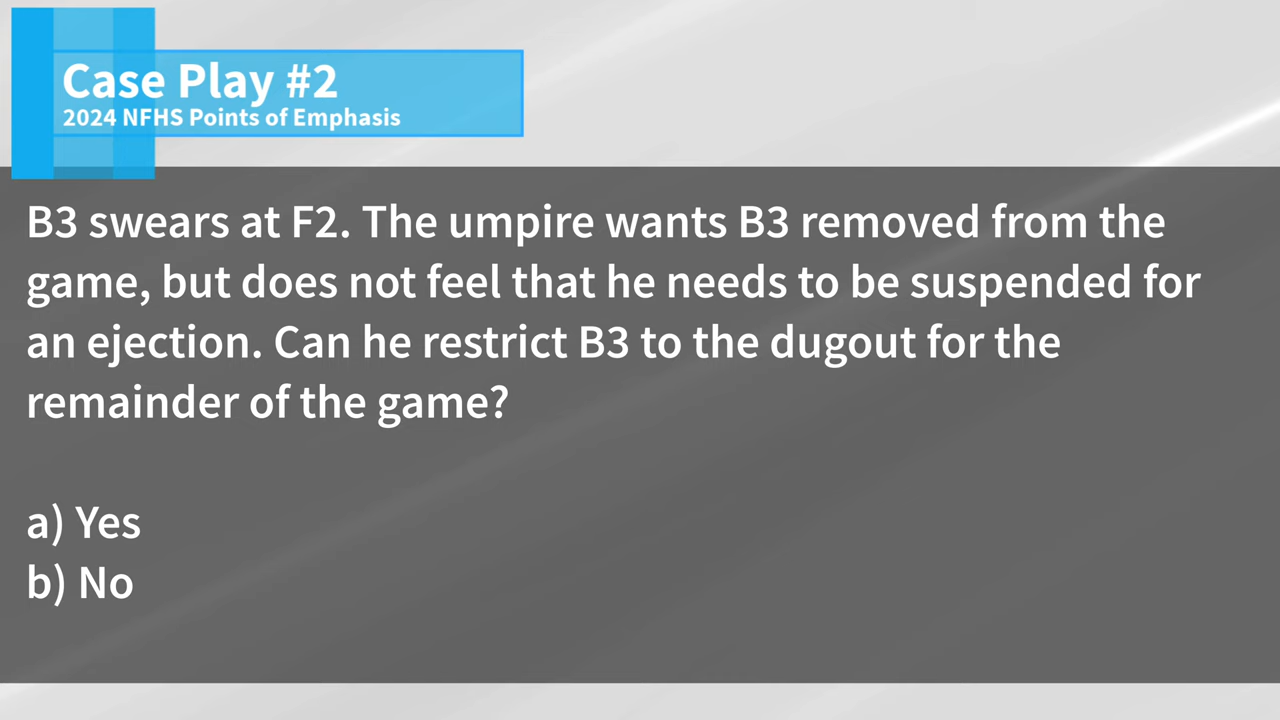 Case Play #2
2024 NFHS Points of Emphasis
B3 swears at F2. The umpire wants B3 removed from the
game, but does not feel that he needs to be suspended for
an ejection. Can he restrict B3 to the dugout for the
remainder of the game?
a) Yes
b) No